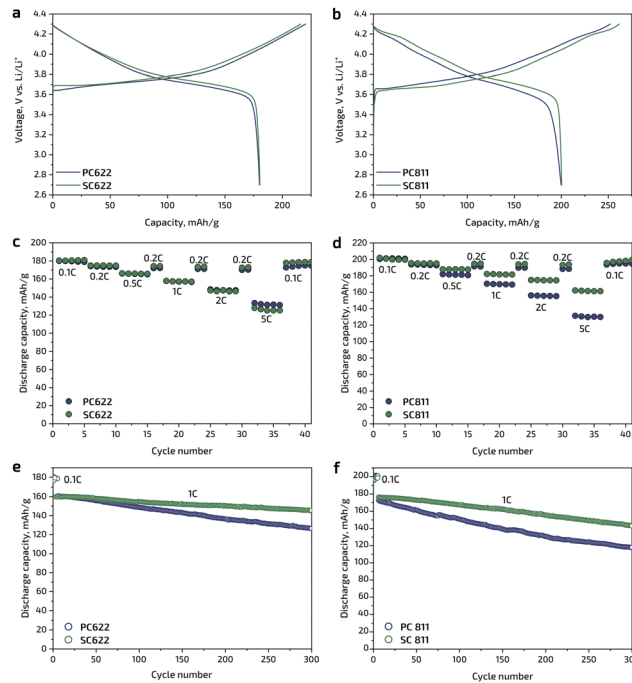 a
4.4
4.2
4.0
3.8
3.6
3.4
3.2
3.0
2.8
2.6
Voltage, V vs. Li/Li⁺
PC622
SC622
0 50 100 150 200
Capacity, mAh/g
b
4.4
4.2
4.0
3.8
3.6
3.4
3.2
3.0
2.8
2.6
Voltage, V vs. Li/Li⁺
PC811
SC811
0 50 100 150 200 250
Capacity, mAh/g
c
200
180
160
140
120
100
80
60
40
20
0
Discharge capacity, mAh/g
0.1C
0.2C
0.5C
0.2C
1C
0.2C
2C
0.2C
5C
0.1C
PC622
SC622
0 5 10 15 20 25 30 35 40
Cycle number
d
220
200
180
160
140
120
100
80
60
40
20
0
Discharge capacity, mAh/g
0.1C
0.2C
0.5C
0.2C
1C
0.2C
2C
0.2C
5C
0.1C
PC811
SC811
0 5 10 15 20 25 30 35 40
Cycle number
e
180
160
140
120
100
80
60
40
20
0
Discharge capacity, mAh/g
0.1C
1C
PC622
SC622
0 50 100 150 200 250 300
Cycle number
f
200
180
160
140
120
100
80
60
40
20
0
Discharge capacity, mAh/g
0.1C
1C
PC 811
SC 811
0 50 100 150 200 250 300
Cycle number